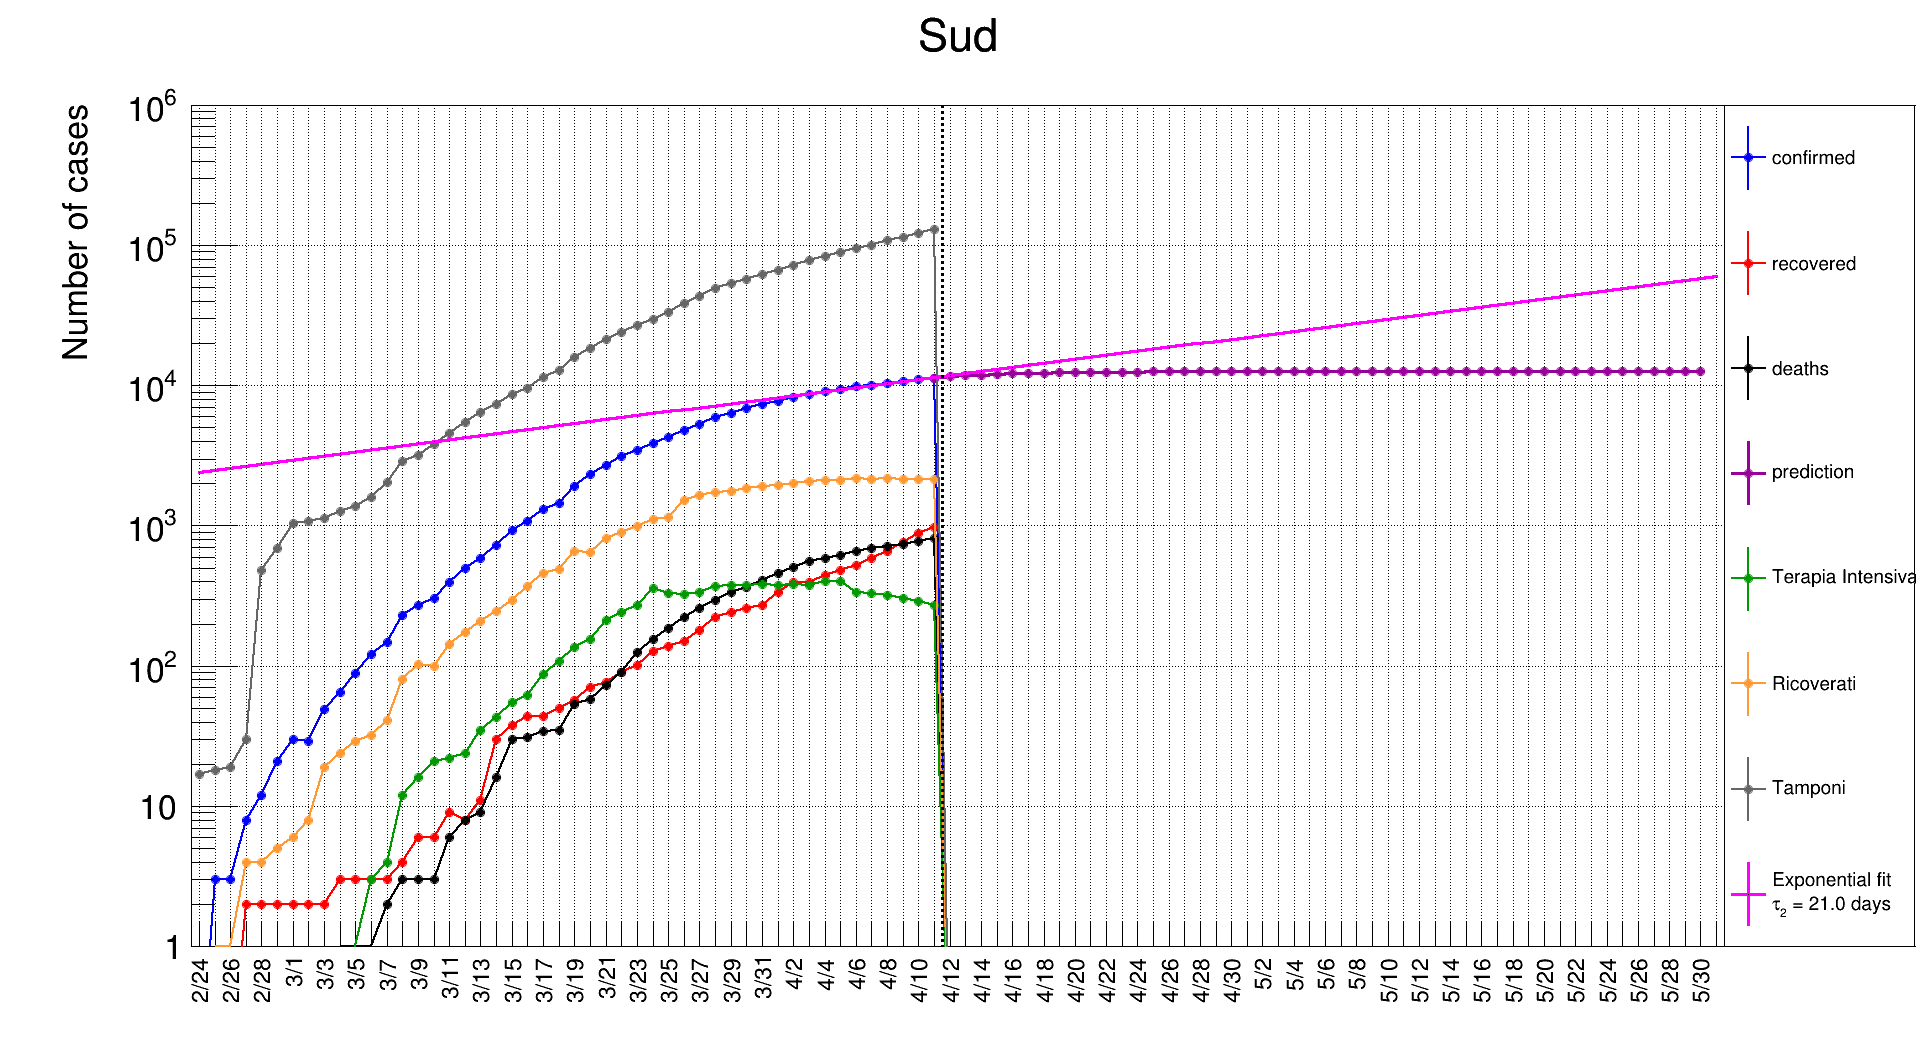 Sud
Number of cases
10^6
10^5
10^4
10^3
10^2
10
1
2/24 2/26 2/28 3/1 3/3 3/5 3/7 3/9 3/11 3/13 3/15 3/17 3/19 3/21 3/23 3/25 3/27 3/29 3/31 4/2 4/4 4/6 4/8 4/10 4/12 4/14 4/16 4/18 4/20 4/22 4/24 4/26 4/28 4/30 5/2 5/4 5/6 5/8 5/10 5/12 5/14 5/16 5/18 5/20 5/22 5/24 5/26 5/28 5/30
confirmed
recovered
deaths
prediction
Terapia Intensiva
Ricoverati
Tamponi
Exponential fit
τ_2 = 21.0 days